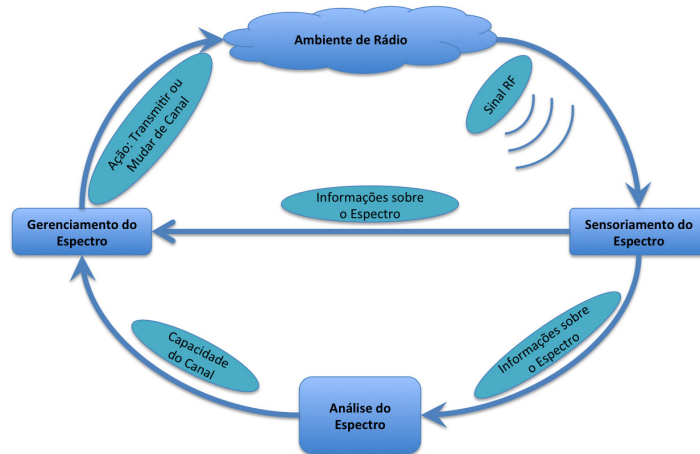 Ambiente de Rádio
Sinal RF
Ação: Transmitir ou
Mudar de Canal
Informações sobre
o Espectro
Gerenciamento do
Espectro
Sensoriamento do
Espectro
Capacidade
do Canal
Informações sobre
o Espectro
Análise do
Espectro